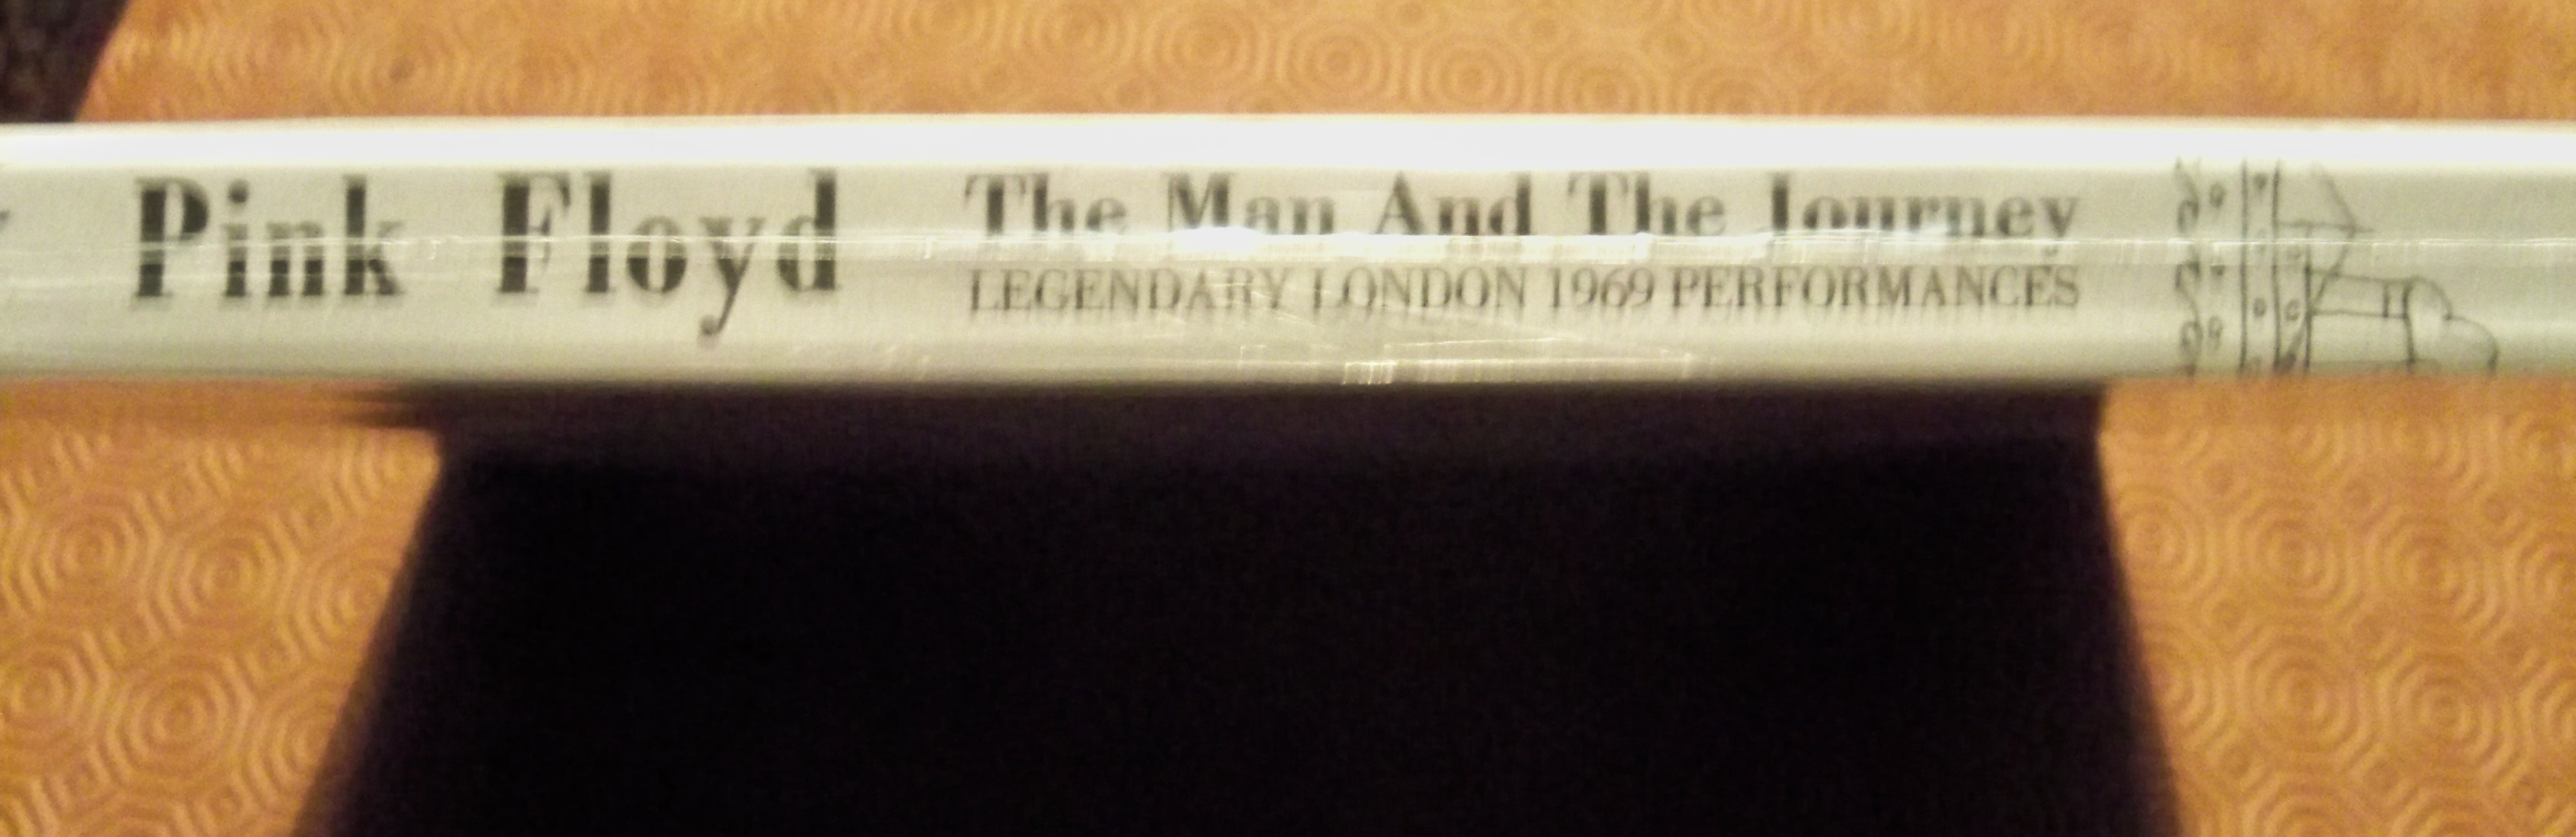 Pink Floyd
The Man And The Journey
LEGENDARY LONDON 1969 PERFORMANCES